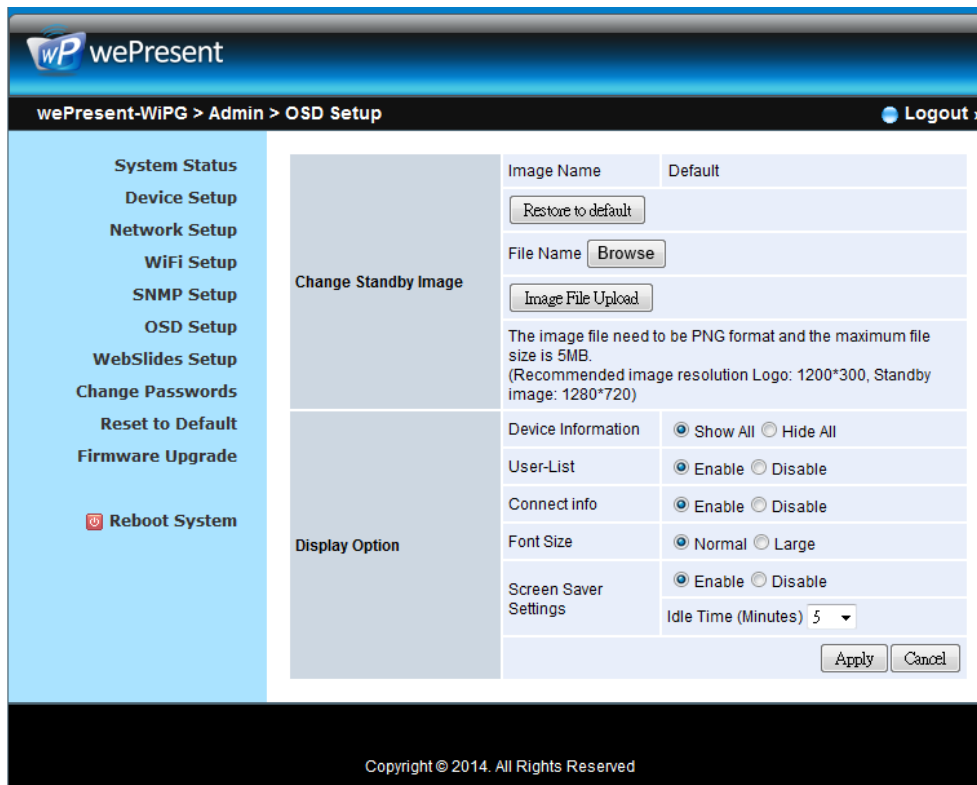 wP wePresent
wePresent-WiPG > Admin > OSD Setup
Logout
System Status
Device Setup
Network Setup
WiFi Setup
SNMP Setup
OSD Setup
WebSlides Setup
Change Passwords
Reset to Default
Firmware Upgrade
Reboot System
Change Standby Image
Image Name Default
Restore to default
File Name Browse
Image File Upload
The image file need to be PNG format and the maximum file
size is 5MB.
(Recommended image resolution Logo: 1200*300, Standby
image: 1280*720)
Display Option
Device Information Show All Hide All
User-List Enable Disable
Connect info Enable Disable
Font Size Normal Large
Screen Saver
Settings
Enable Disable
Idle Time (Minutes) 5
Apply Cancel
Copyright © 2014. All Rights Reserved